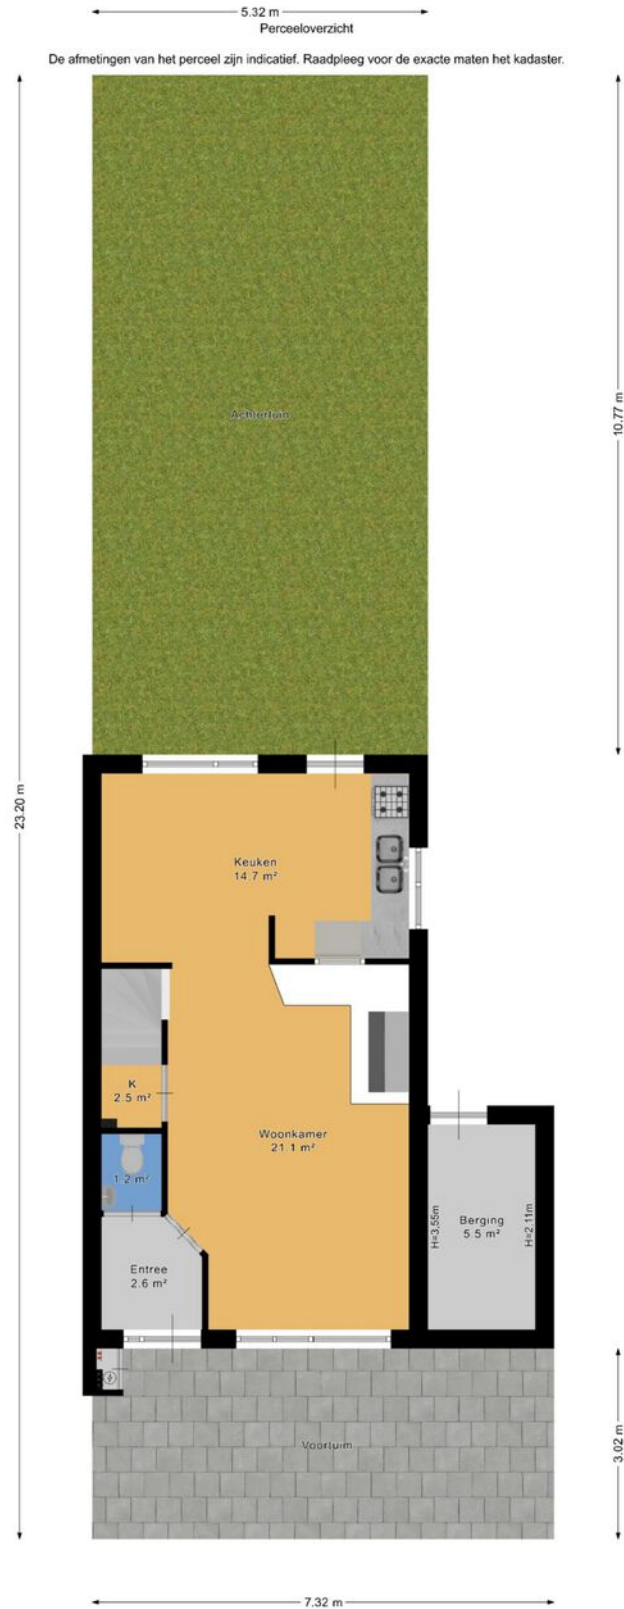 5.32 m
Perceeloverzicht
De afmetingen van het perceel zijn indicatief. Raadpleeg voor de exacte maten het kadaster.
Achtertuin
10.77 m
23.20 m
Keuken
14.7 m²
K
2.5 m²
Woonkamer
21.1 m²
1.2 m²
Berging
5.5 m²
H=3,55m
H=2,11m
Entree
2.6 m²
Voortuin
3.02 m
7.32 m